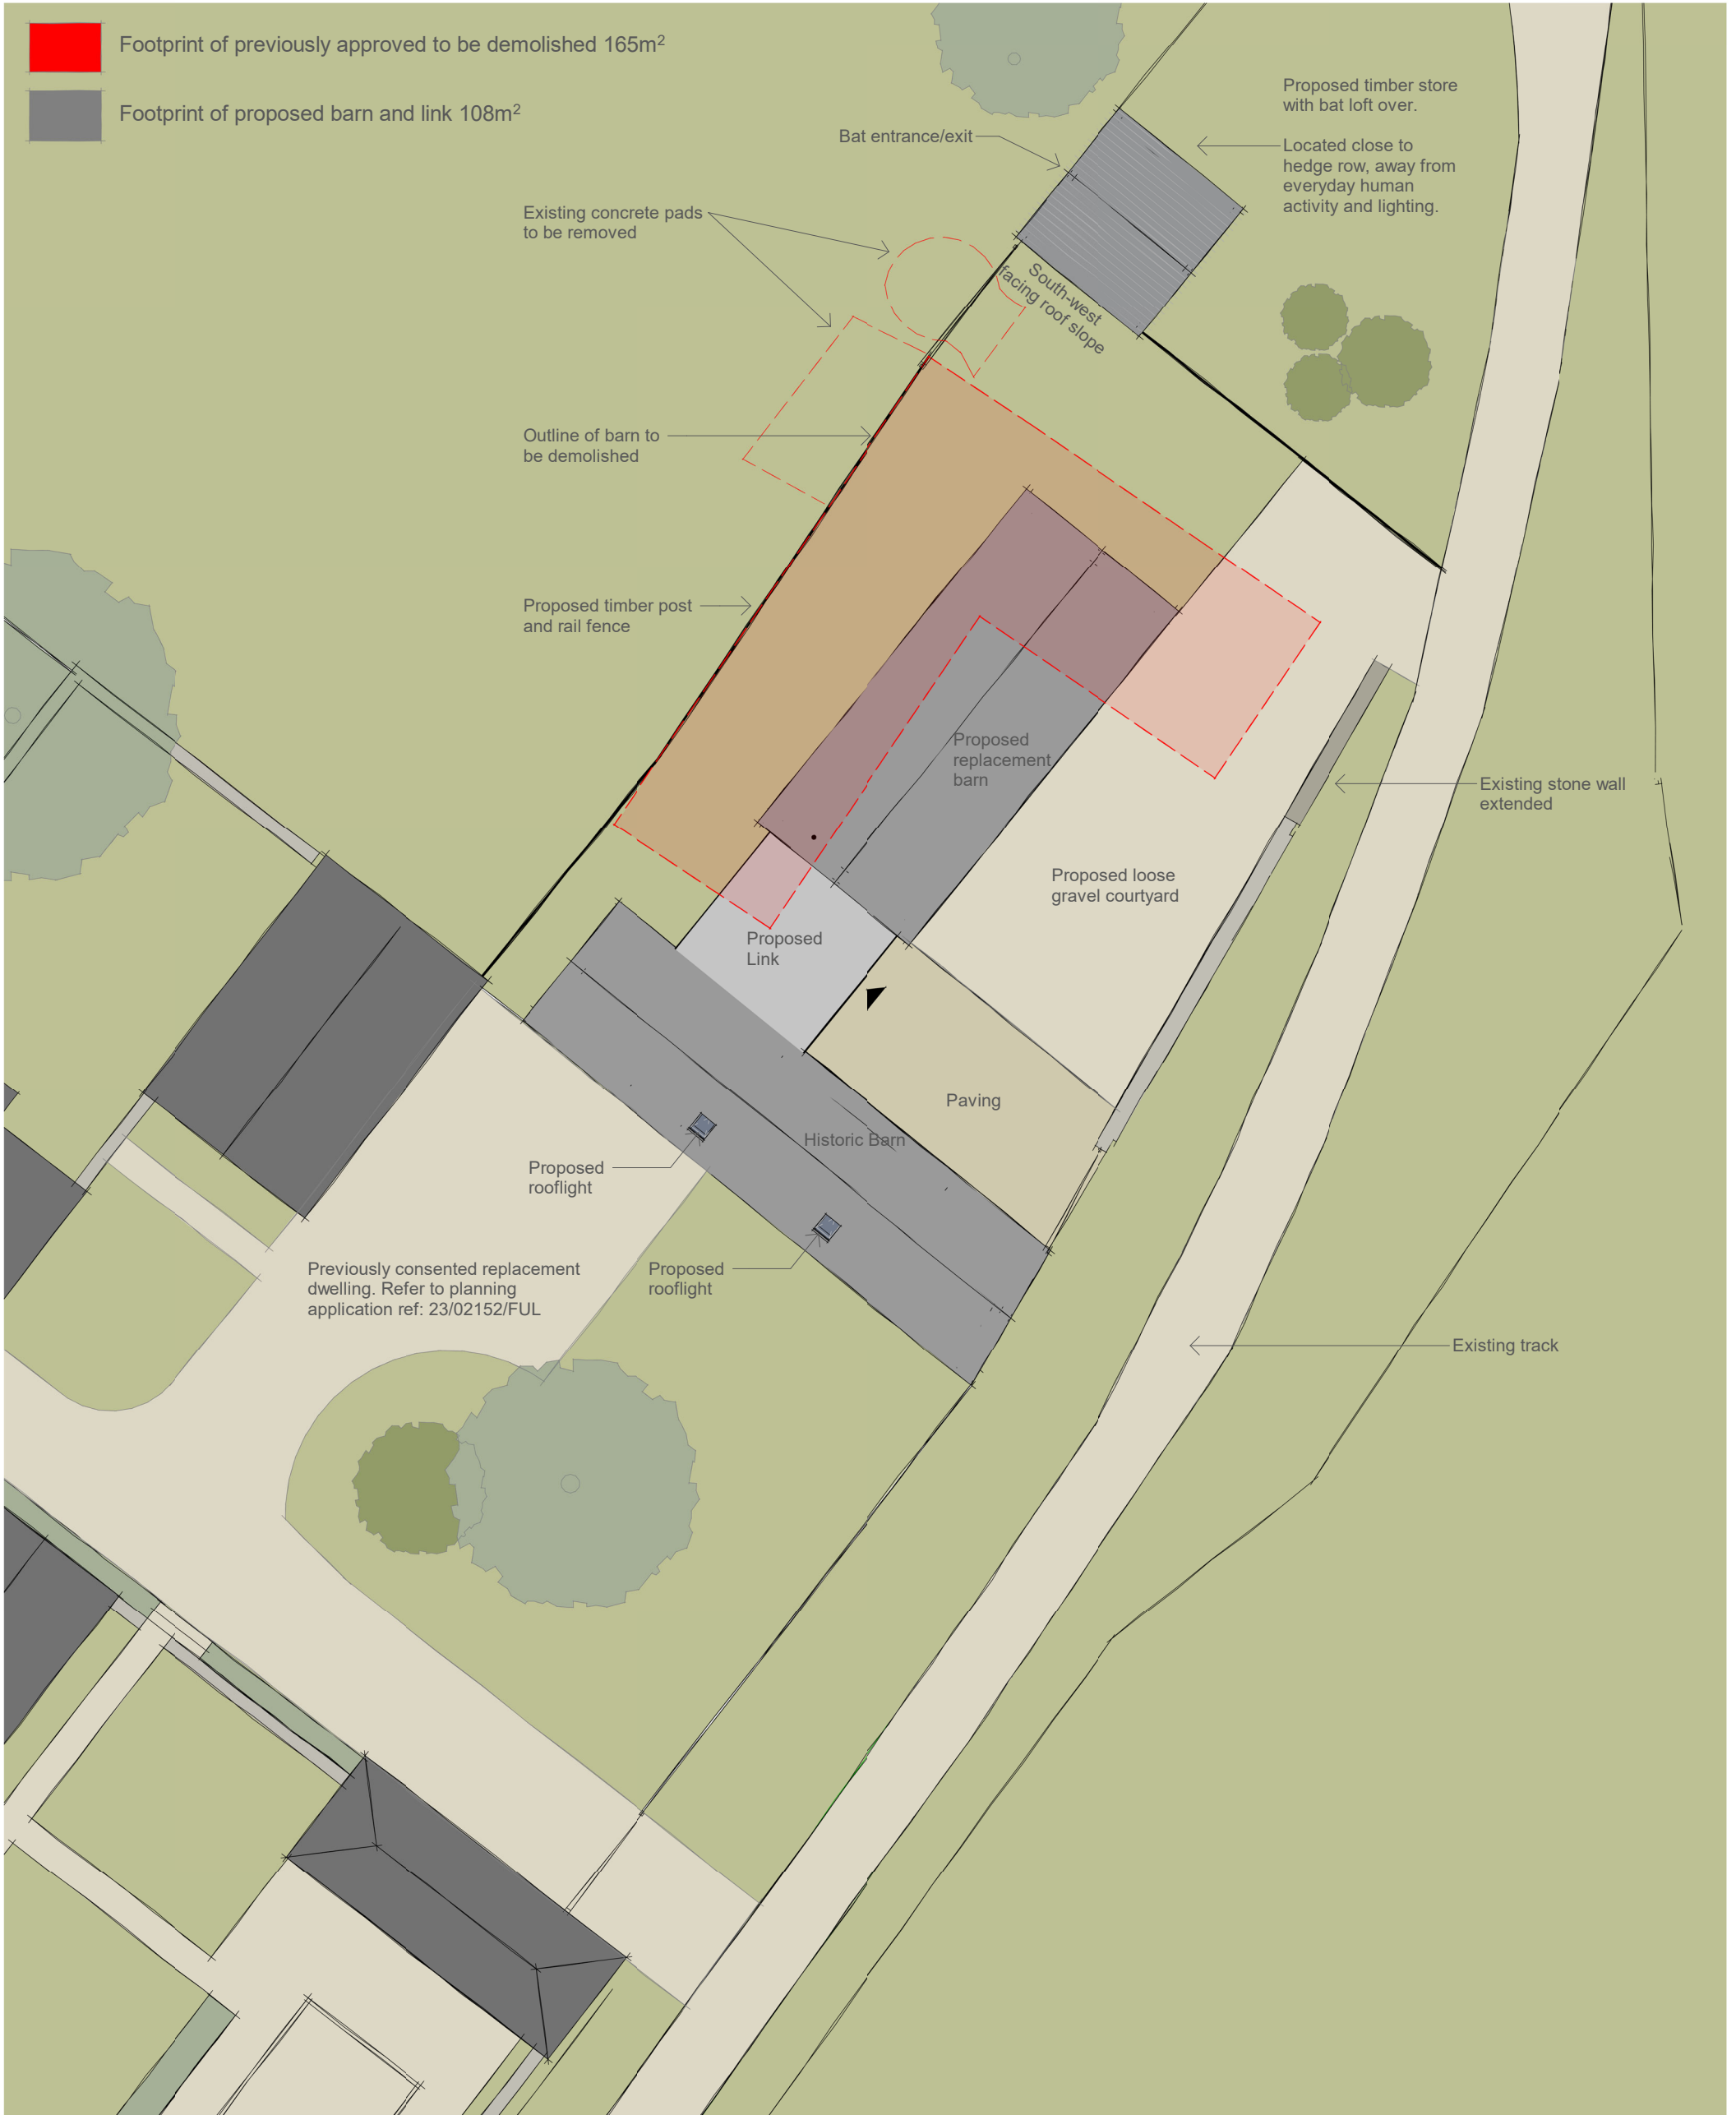 Footprint of previously approved to be demolished 165m²
Footprint of proposed barn and link 108m²
Proposed timber store
with bat loft over.
Located close to
hedge row, away from
everyday human
activity and lighting.
Bat entrance/exit
Existing concrete pads
to be removed
South-west
facing roof slope
Outline of barn to
be demolished
Proposed timber post
and rail fence
Proposed
replacement
barn
Existing stone wall
extended
Proposed loose
gravel courtyard
Proposed
Link
Paving
Historic Barn
Proposed
rooflight
Proposed
rooflight
Previously consented replacement
dwelling. Refer to planning
application ref: 23/02152/FUL
Existing track